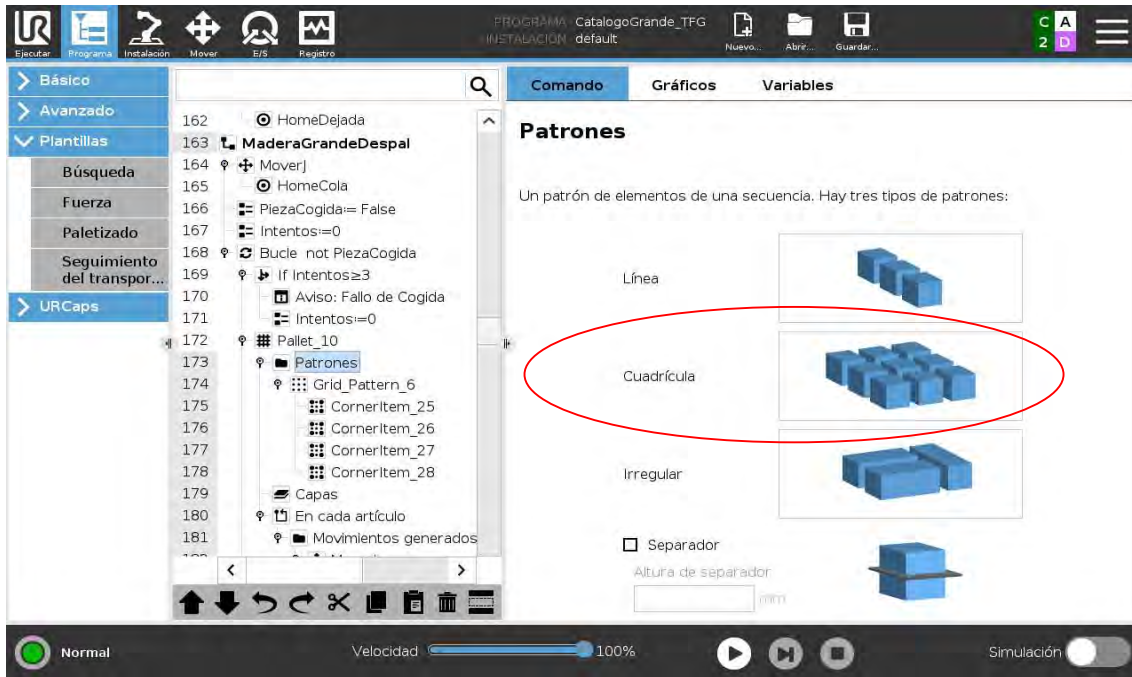 UR
PROGRAMA CatalogoGrande_TFG
INSTALACIÓN default
C A
2 D
Ejecutar Programa Instalación Mover E/S Registro
Nuevo... Abrir... Guardar...
Básico
Avanzado
Plantillas
Búsqueda
Fuerza
Paletizado
Seguimiento
del transpor...
URCaps
162 HomeDejada
163 MaderaGrandeDespal
164 MoverJ
165 HomeCola
166 PiezaCogida≔ False
167 Intentos≔0
168 Bucle not PiezaCogida
169 If Intentos≥3
170 Aviso: Fallo de Cogida
171 Intentos≔0
172 Pallet_10
173 Patrones
174 Grid_Pattern_6
175 CornerItem_25
176 CornerItem_26
177 CornerItem_27
178 CornerItem_28
179 Capas
180 En cada artículo
181 Movimientos generados
Comando Gráficos Variables
Patrones
Un patrón de elementos de una secuencia. Hay tres tipos de patrones:
Línea
Cuadrícula
Irregular
Separador
Altura de separador
mm
Normal
Velocidad 100%
Simulación